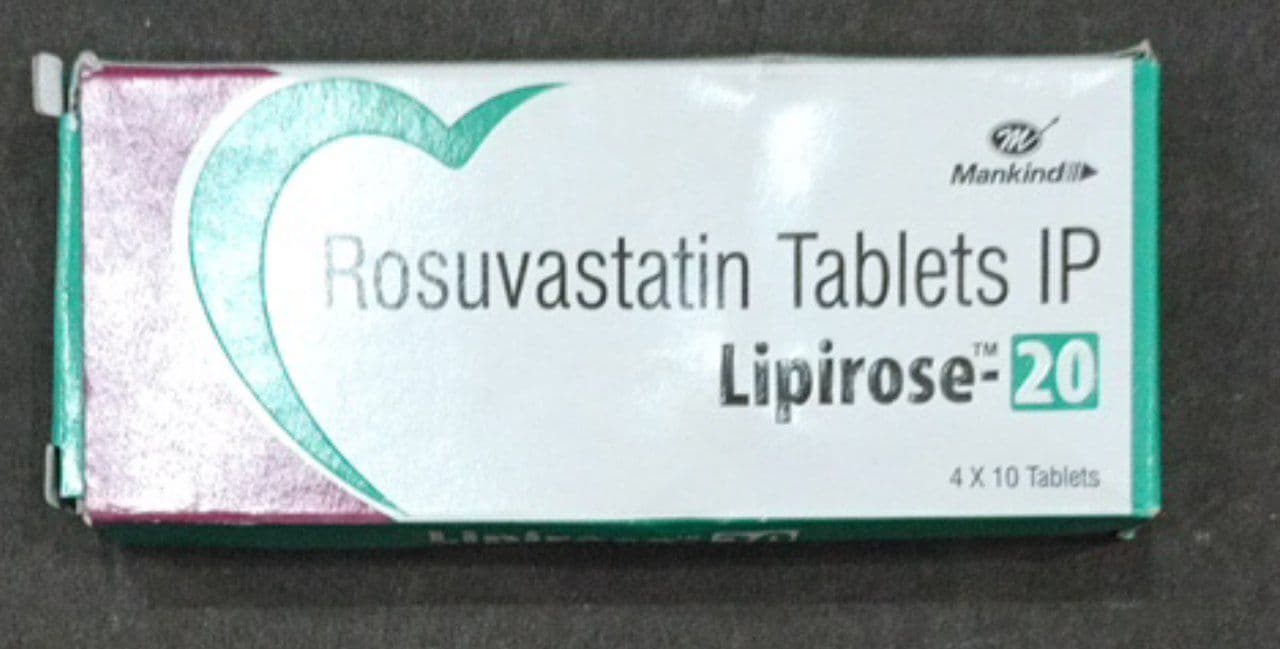 Mankind
Rosuvastatin Tablets IP
Lipirose™-20
4 X 10 Tablets